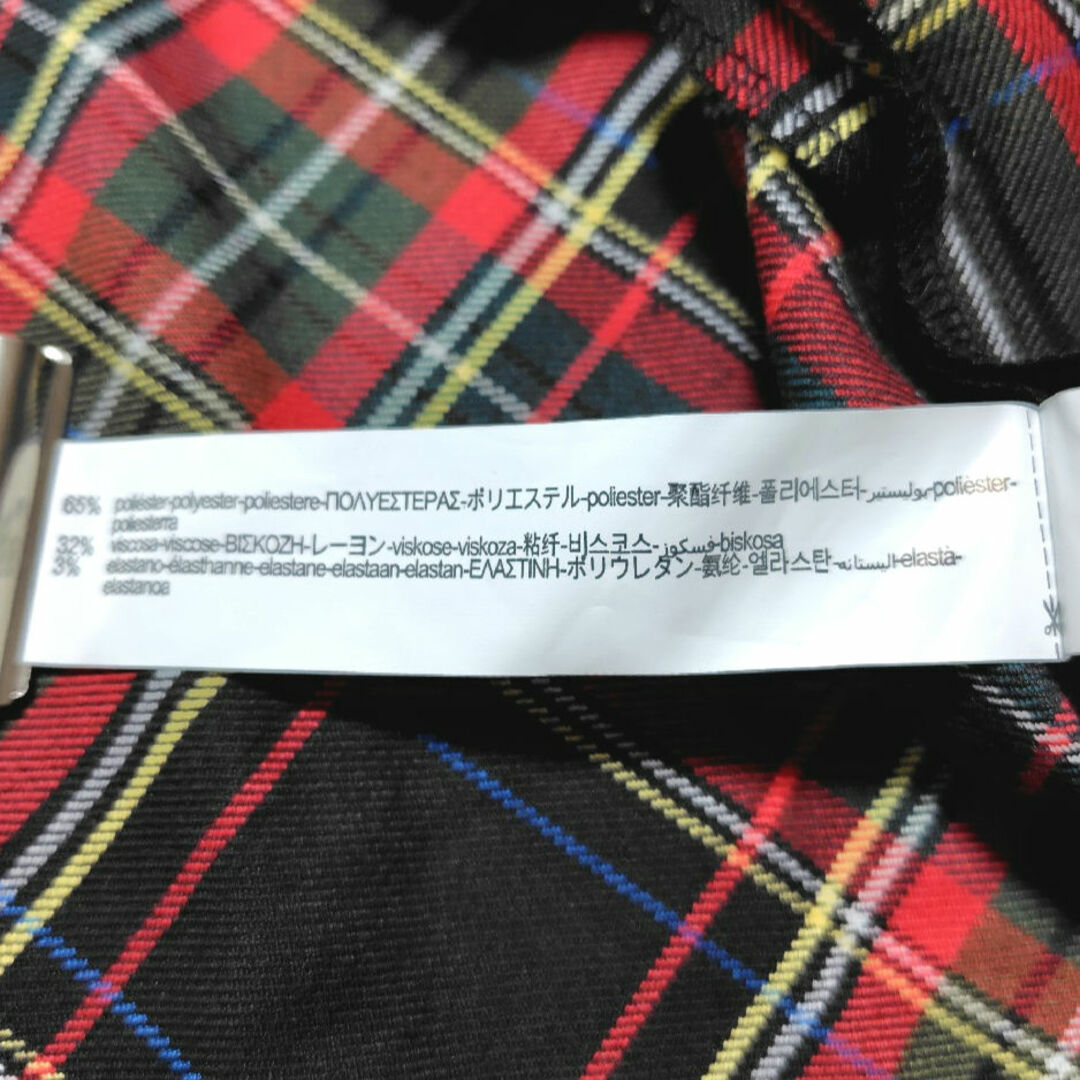 65% poliéster-polyester-poliestere-ΠΟΛΥΕΣΤΕΡΑΣ-ポリエステル-poliester-聚酯纤维-폴리에스터-بوليستير-polièster-
poliesterra
32% viscosa-viscose-ΒΙΣΚΟΖΗ-レーヨン-viskose-viskoza-粘纤-비스코스-فسكوز-biskosa
3% elastano-élasthanne-elastane-elastaan-elastan-ΕΛΑΣΤΙΝΗ-ポリウレタン-氨纶-엘라스탄-اليستانه-elastà-
elastanoa